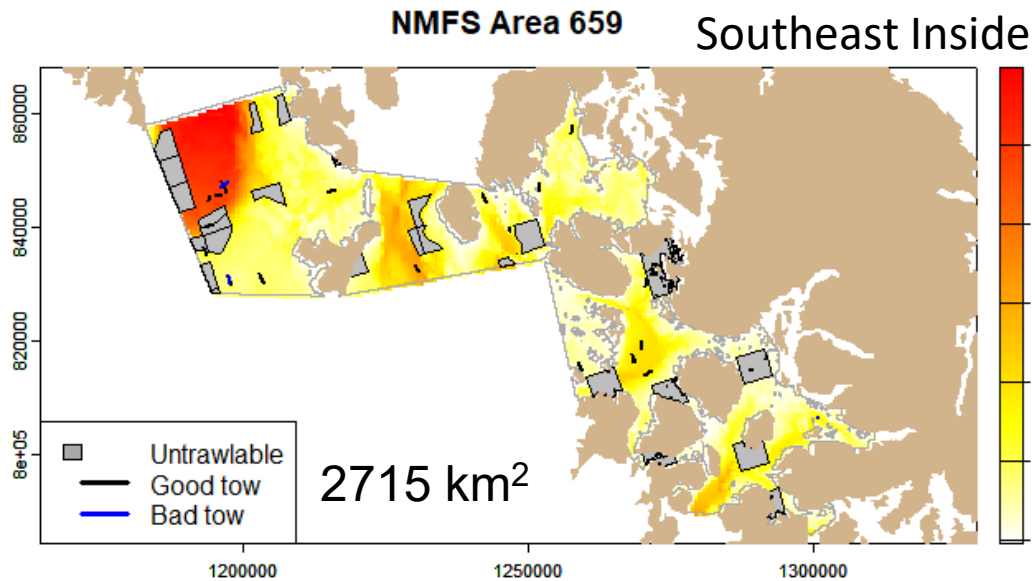 NMFS Area 659
Southeast Inside
860000
840000
820000
8e+05
Untrawlable
Good tow
Bad tow
2715 km²
1200000
1250000
1300000